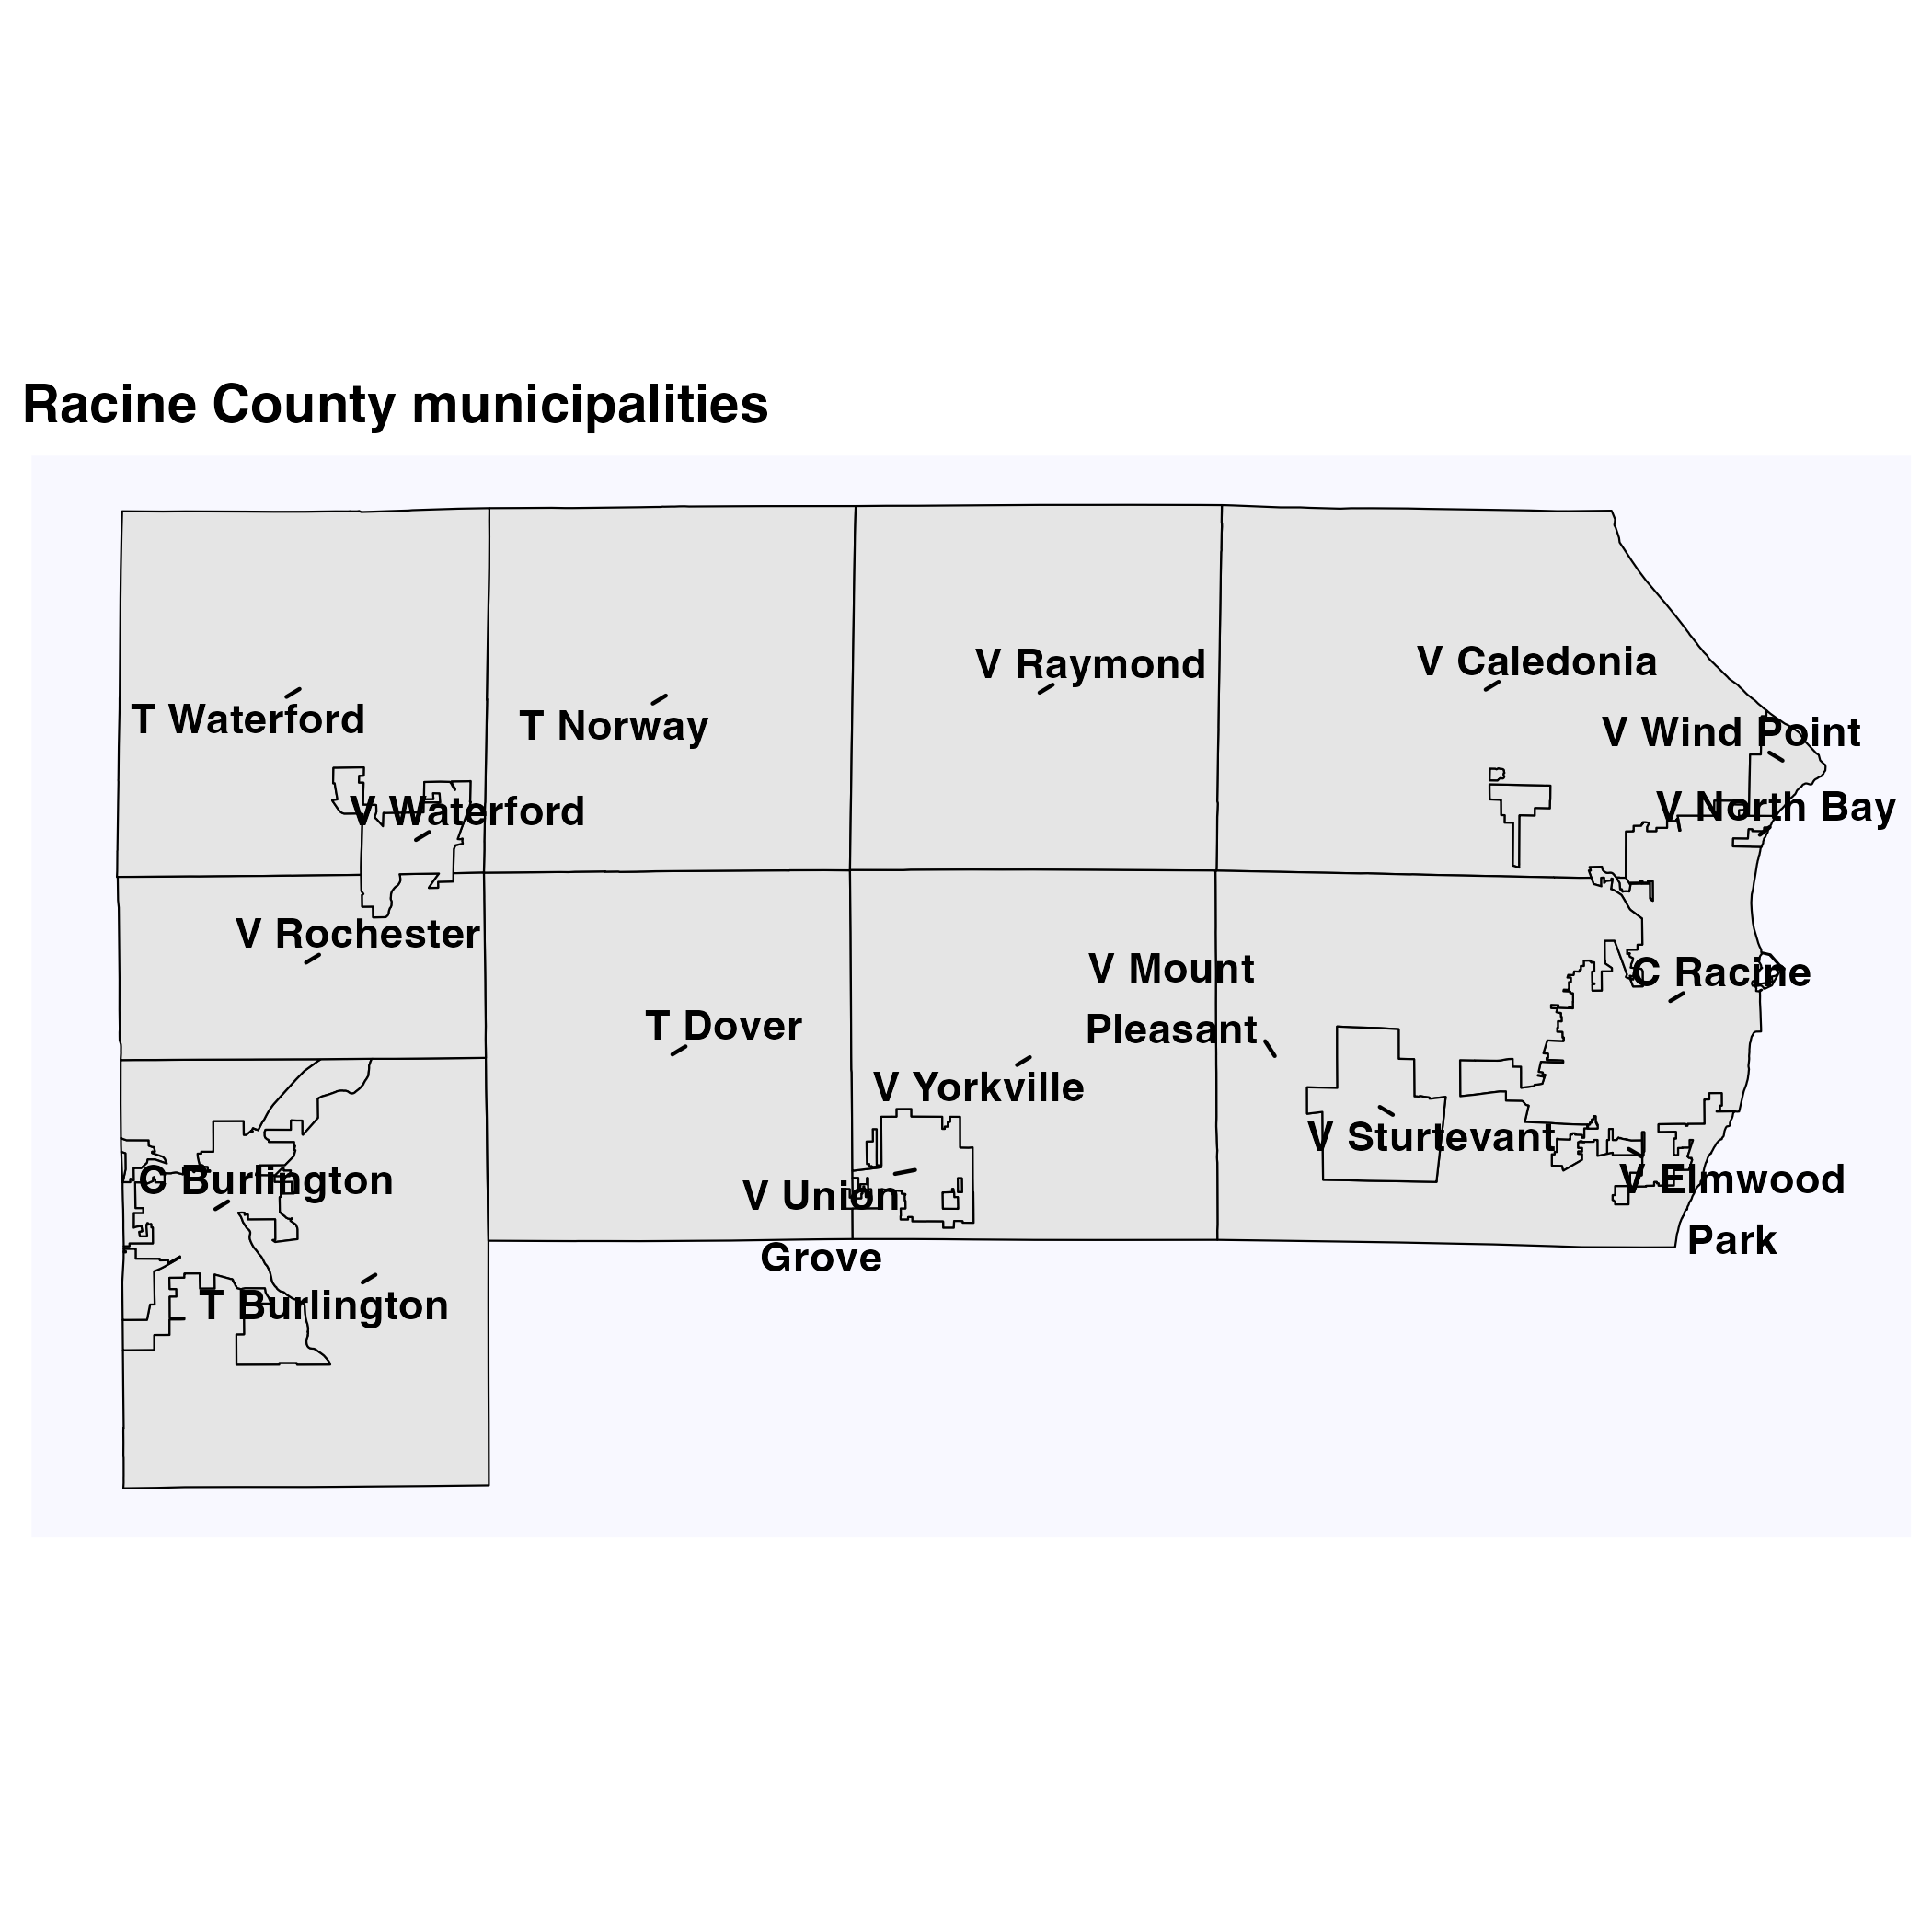 Racine County municipalities
V Raymond
V Caledonia
T Waterford
T Norway
V Wind Point
V Waterford
V North Bay
V Rochester
V Mount
Pleasant
C Racine
T Dover
V Yorkville
V Sturtevant
C Burlington
V Union
Grove
V Elmwood
Park
T Burlington